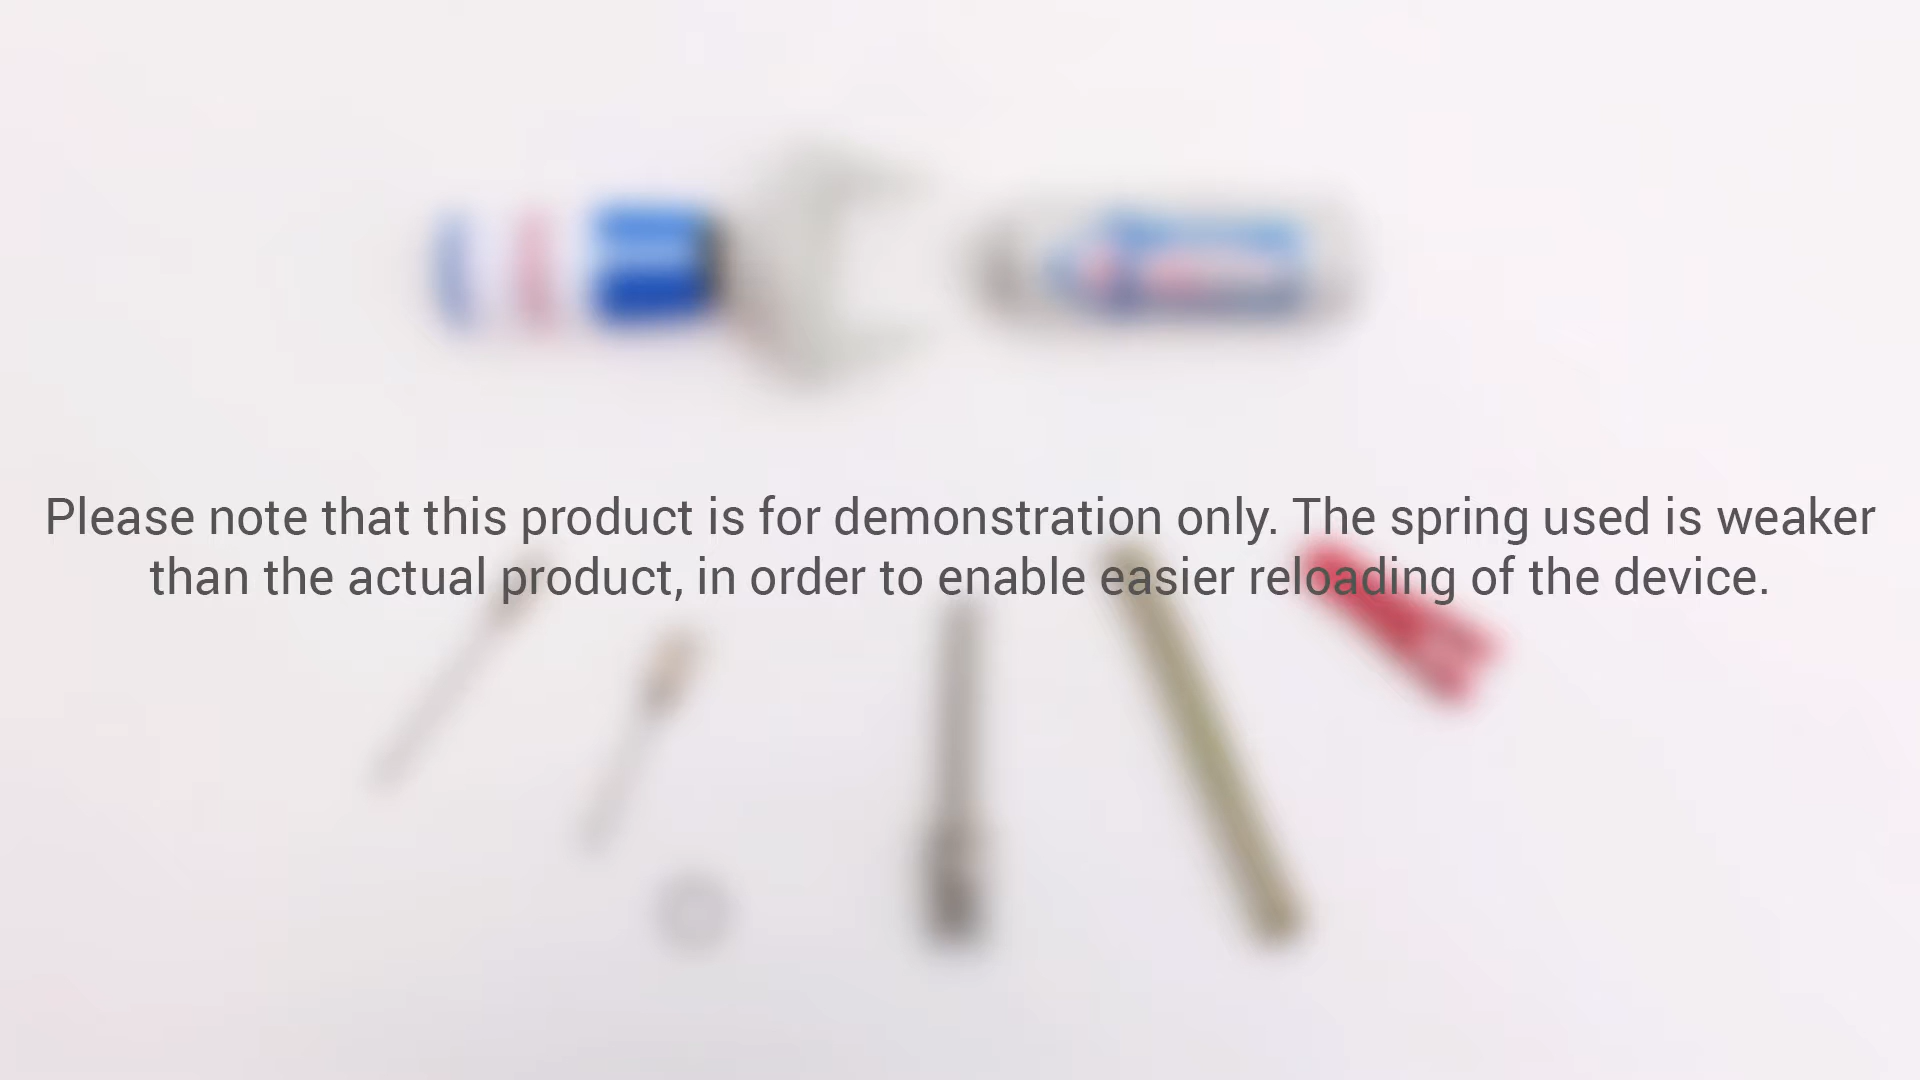 Please note that this product is for demonstration only. The spring used is weaker
than the actual product, in order to enable easier reloading of the device.